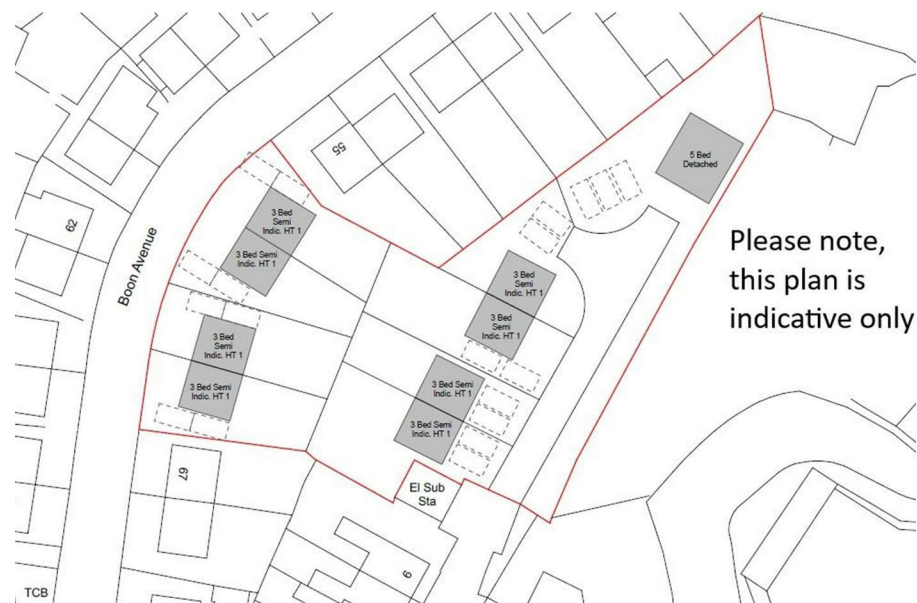 55
5 Bed
Detached
62
Boon Avenue
3 Bed
Semi
Indic. HT 1
3 Bed Semi
Indic. HT 1
3 Bed
Semi
Indic. HT 1
3 Bed Semi
Indic. HT 1
3 Bed
Semi
Indic. HT 1
3 Bed
Semi
Indic. HT 1
3 Bed Semi
Indic. HT 1
3 Bed Semi
Indic. HT 1
Please note,
this plan is
indicative only
67
El Sub
Sta
6
TCB